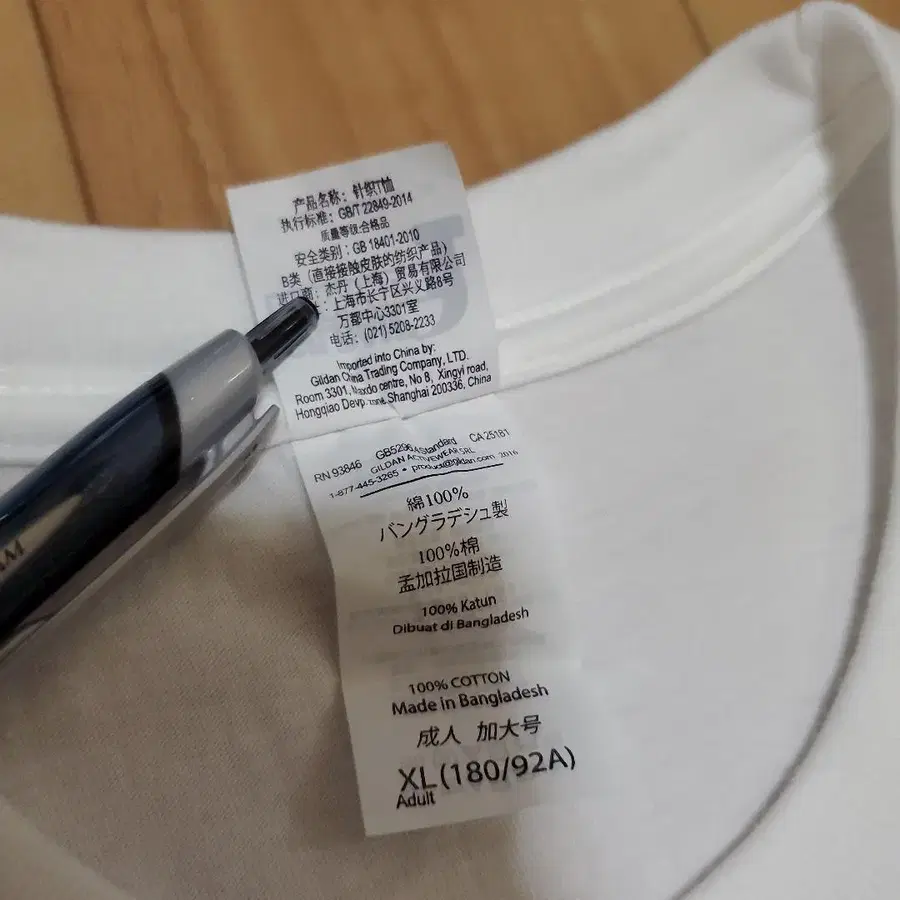 产品名称：针织T恤
执行标准：GB/T 22849-2014
质量等级:合格品
安全类别：GB 18401-2010
B类（直接接触皮肤的纺织产品）
进口商：杰丹（上海）贸易有限公司
：上海市长宁区兴义路8号
万都中心3301室
电话：(021) 5208-2233
Imported into China by:
Gildan China Trading Company, LTD.
Room 3301, Maxdo centre, No 8, Xingyi road,
Hongqiao Devp. zone, Shanghai 200336, China
RN 93846 GB5296.4Standard CA 25181
GILDAN ACTIVEWEAR SRL
1-877-445-3265 • product@gildan.com 2016
綿100%
バングラデシュ製
100%棉
孟加拉国制造
100% Katun
Dibuat di Bangladesh
100% COTTON
Made in Bangladesh
成人 加大号
XL(180/92A)
Adult